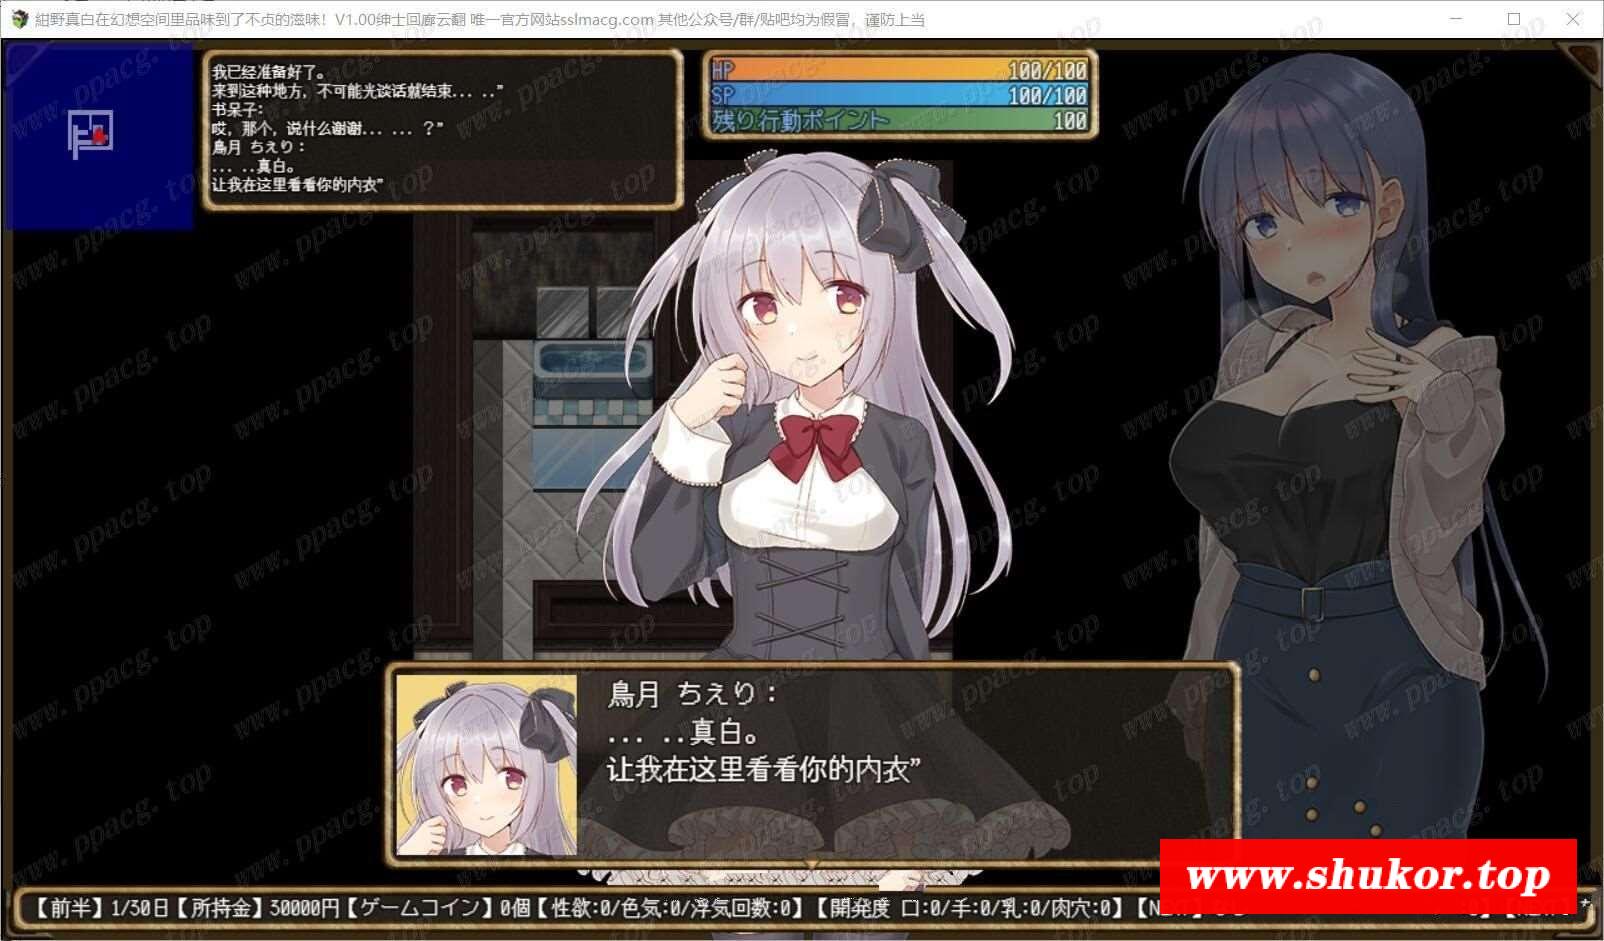 紺野真白在幻想空间里品味到了不贞的滋味！V1.00绅士回廊云翻 唯一官方网站sslmacg.com 其他公众号/群/贴吧均为假冒，谨防上当
我已经准备好了。
来到这种地方，不可能光谈话就结束... ..”
书呆子：
哎，那个，说什么谢谢... ... ？”
鳥月 ちえり：
... ..真白。
让我在这里看看你的内衣”
HP 100/100
SP 100/100
残り行動ポイント 100
鳥月 ちえり：
... ..真白。
让我在这里看看你的内衣”
www.shukor.top
【前半】1/30日【所持金】30000円【ゲームコイン】0個【性欲:0/色気:0/浮気回数:0】【開発度 口:0/手:0/乳:0/肉穴:0】
www.ppacg.top